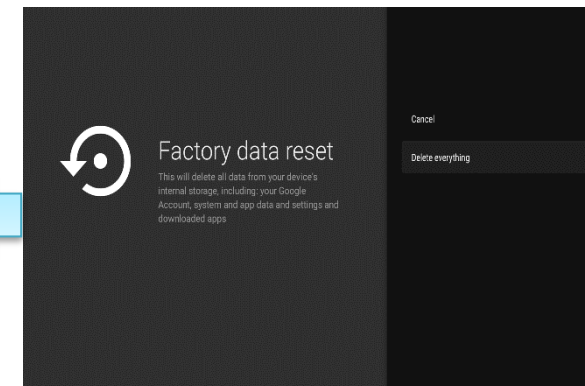 Factory data reset
This will delete all data from your device's
internal storage, including: your Google
Account, system and app data and settings and
downloaded apps
Cancel
Delete everything